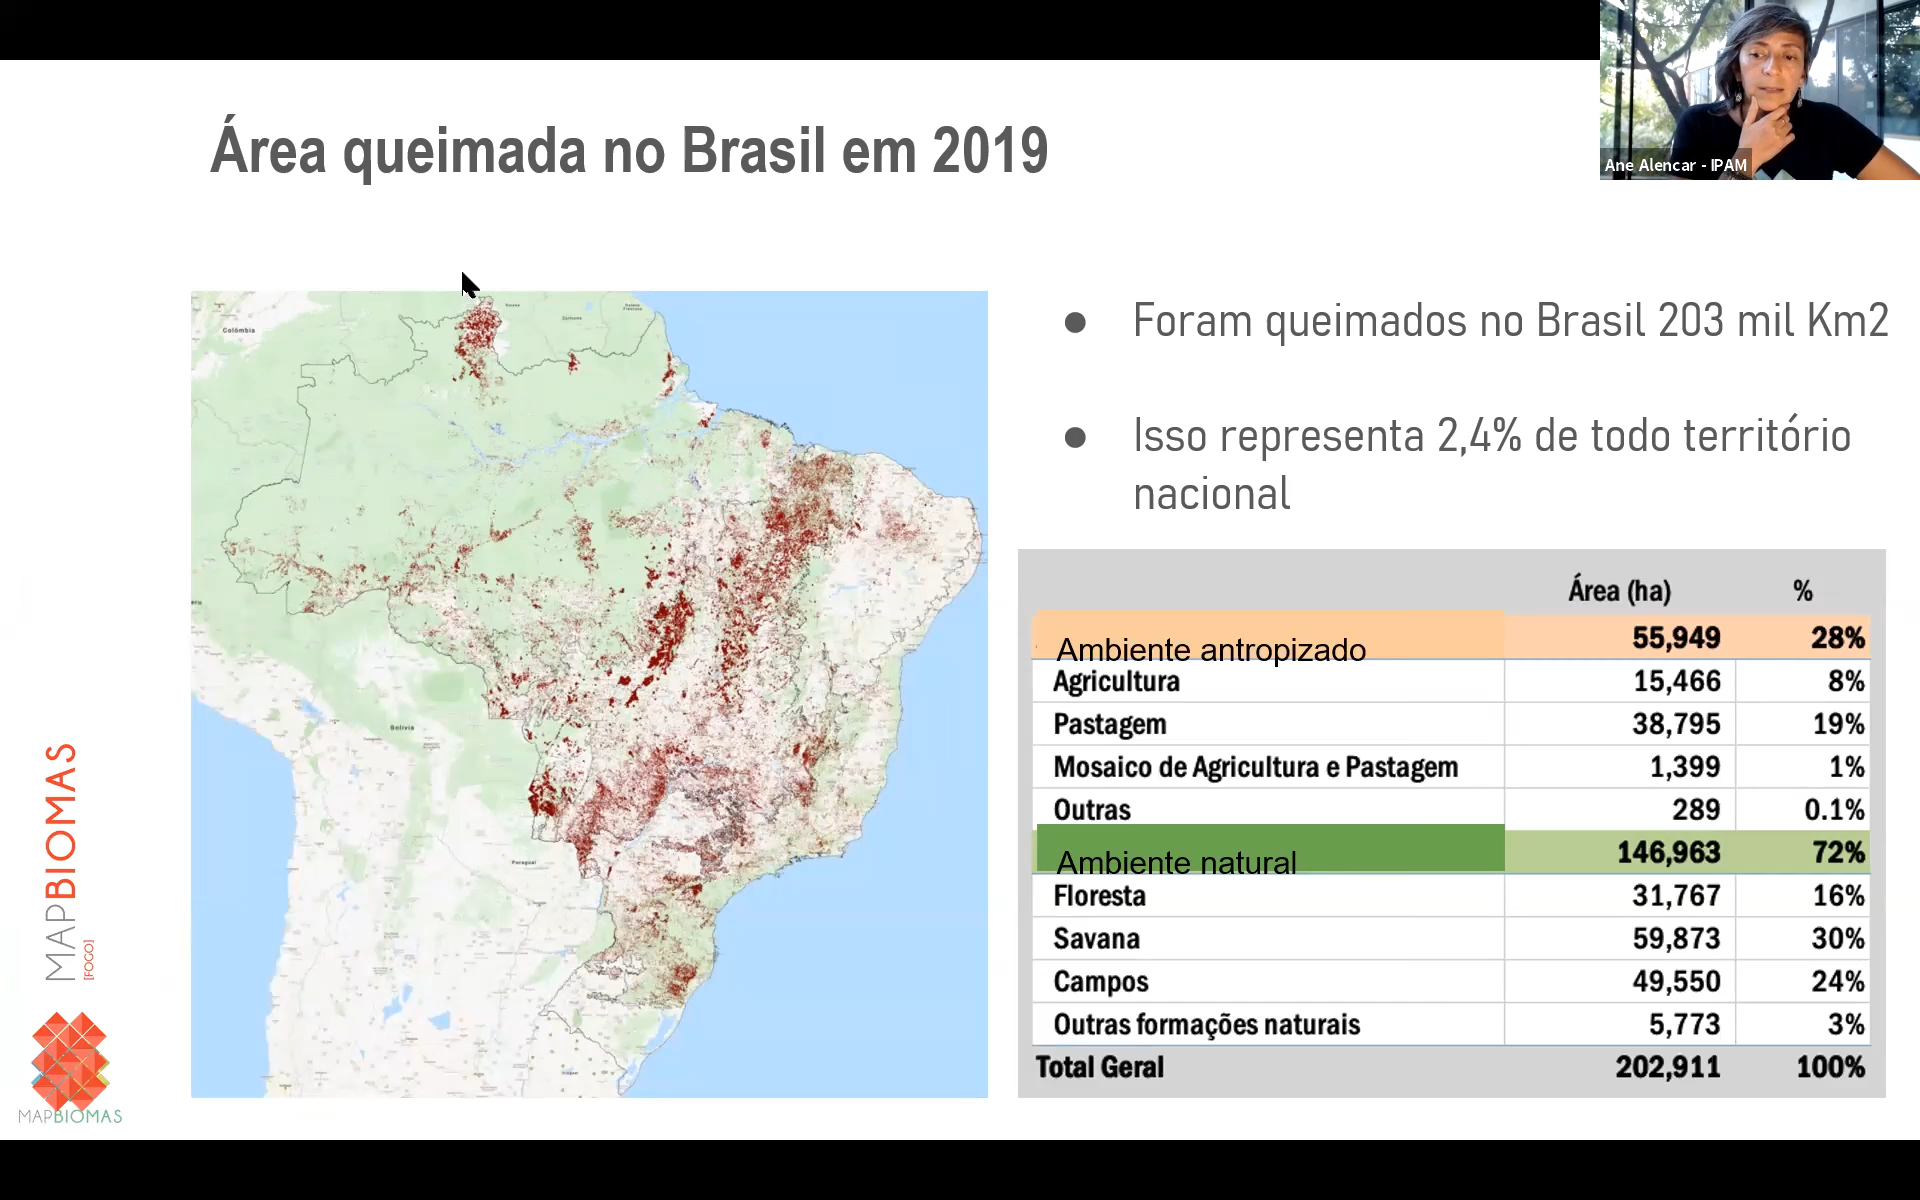 Ane Alencar - IPAM
Área queimada no Brasil em 2019
Colômbia
Bolívia
Paraguai
● Foram queimados no Brasil 203 mil Km2
● Isso representa 2,4% de todo território
nacional
Área (ha) %
Ambiente antropizado 55,949 28%
Agricultura 15,466 8%
Pastagem 38,795 19%
Mosaico de Agricultura e Pastagem 1,399 1%
Outras 289 0.1%
Ambiente natural 146,963 72%
Floresta 31,767 16%
Savana 59,873 30%
Campos 49,550 24%
Outras formações naturais 5,773 3%
Total Geral 202,911 100%
MAPBIOMAS
[FOGO]
MAPBIOMAS